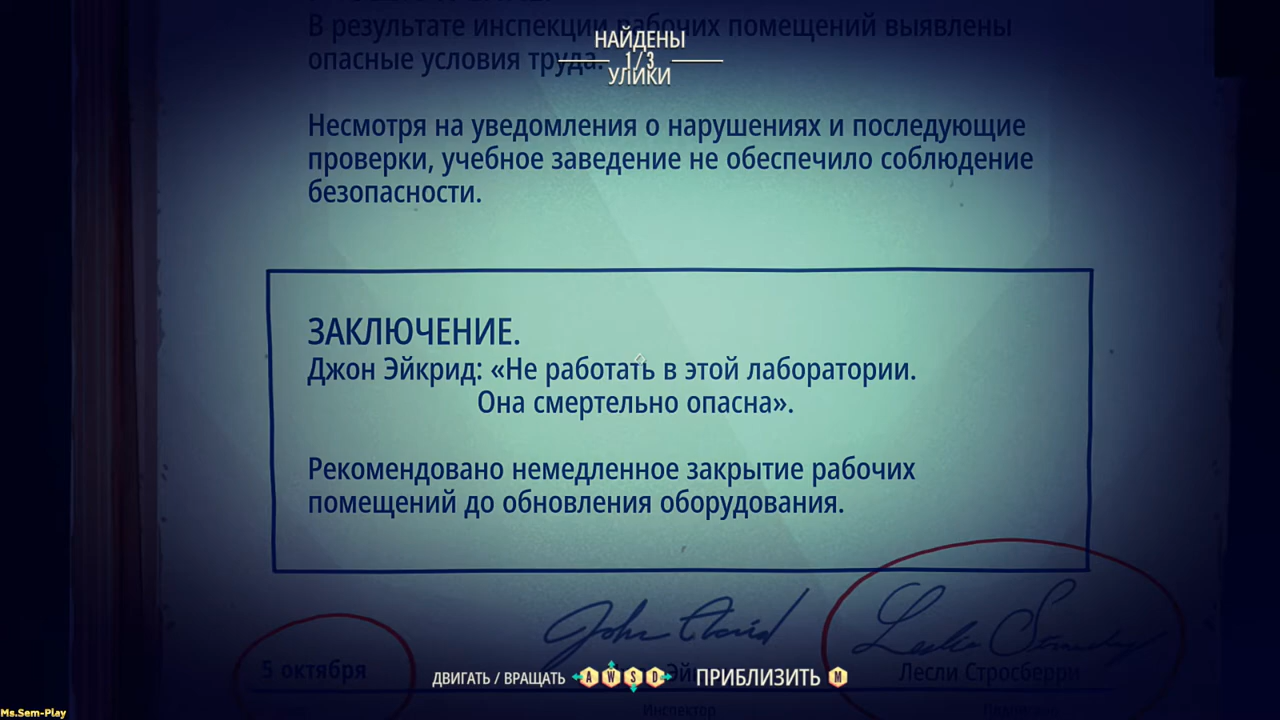 В результате инспекции рабочих помещений выявлены
опасные условия труда.
НАЙДЕНЫ
1/3
УЛИКИ
Несмотря на уведомления о нарушениях и последующие
проверки, учебное заведение не обеспечило соблюдение
безопасности.
ЗАКЛЮЧЕНИЕ.
Джон Эйкрид: «Не работать в этой лаборатории.
Она смертельно опасна».
Рекомендовано немедленное закрытие рабочих
помещений до обновления оборудования.
5 октября
Лесли Стросберри
ДВИГАТЬ / ВРАЩАТЬ A W S D ПРИБЛИЗИТЬ M
Инспектор
Ms.Sem-Play